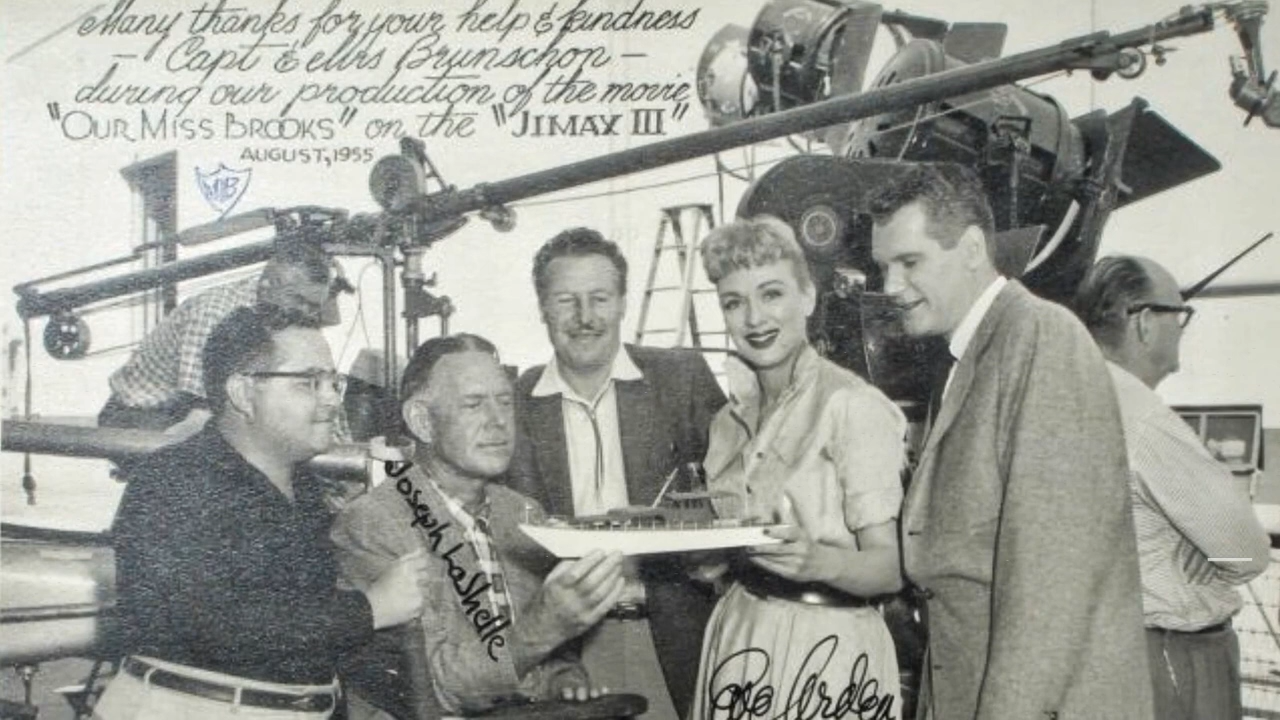 Many thanks for your help & kindness
- Capt & Mrs Brunschon -
during our production of the movie
"OUR MISS BROOKS" on the "JIMAX III"
AUGUST, 1955
MB
Joseph LaShelle
Eve Arden